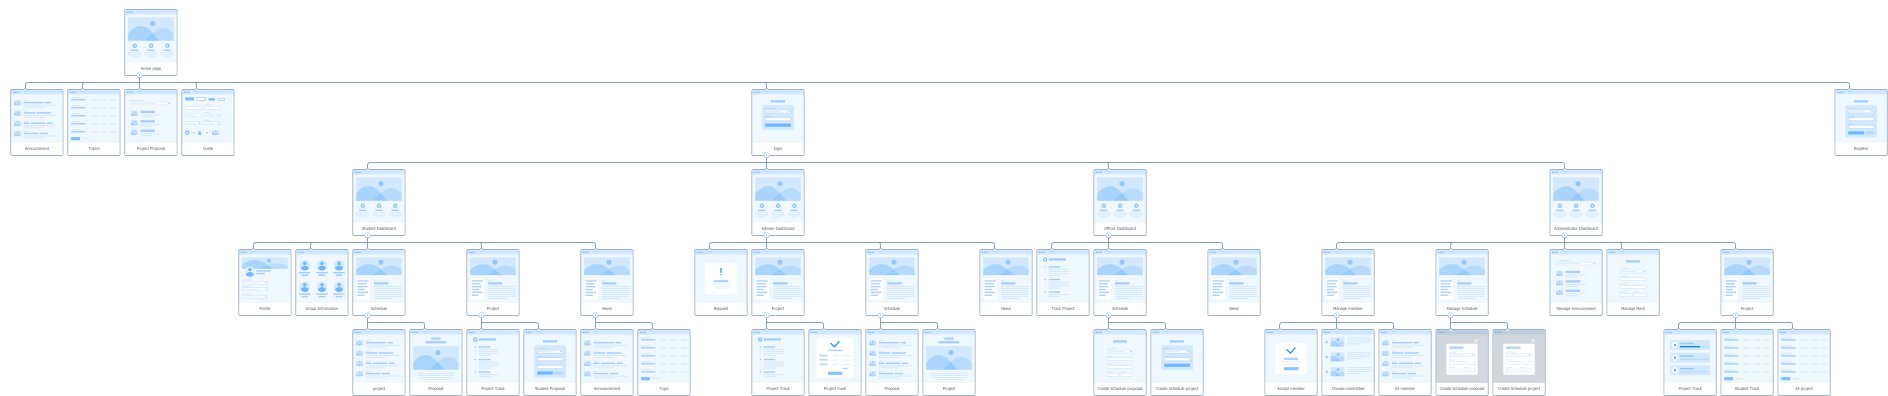 Home page
Announcement
Topics
Project Proposal
Guide
login
Register
Student Dashboard
Advisor Dashboard
Officer Dashboard
Administrator Dashboard
Profile
Group Information
Schedule
Project
News
Request
Project
Schedule
News
Track Project
Schedule
News
Manage member
Manage Schedule
Manage Announcement
Manage Rank
Project
project
Proposal
Project Track
Student Proposal
Announcement
Topic
Project Track
Project mark
Proposal
Project
Create Schedule proposal
Create Schedule project
Accept member
Choose committee
All member
Create Schedule proposal
Create Schedule project
Project Track
Student Track
All project